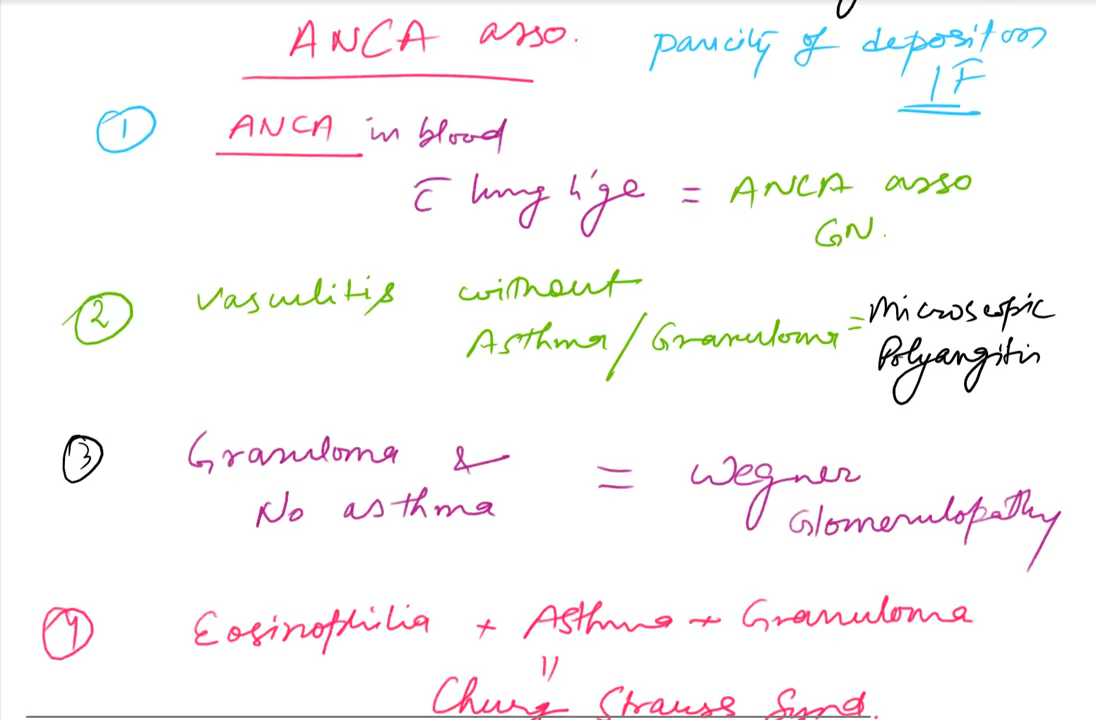 ANCA asso. paucity of deposition
IF
① ANCA in blood
c̄ lung h'ge = ANCA asso
GN.
② Vasculitis without
Asthma / Granuloma = Microscopic
Polyangitis
③ Granuloma &
No asthma = Wegner
Glomerulopathy
④ Eosinophilia + Asthma + Granuloma
=
Churg Strauss Synd.